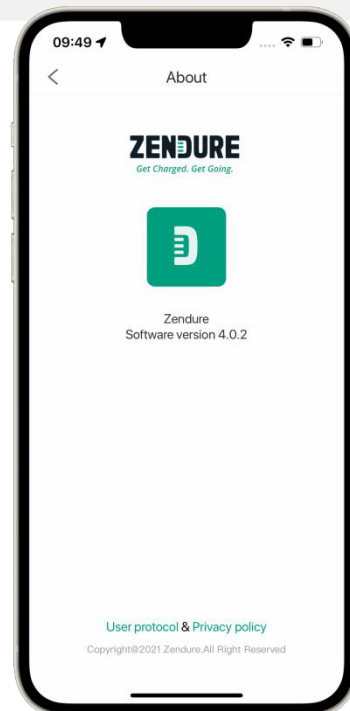 09:49
About
ZENDURE
Get Charged. Get Going.
Zendure
Software version 4.0.2
User protocol & Privacy policy
Copyright@2021 Zendure.All Right Reserved